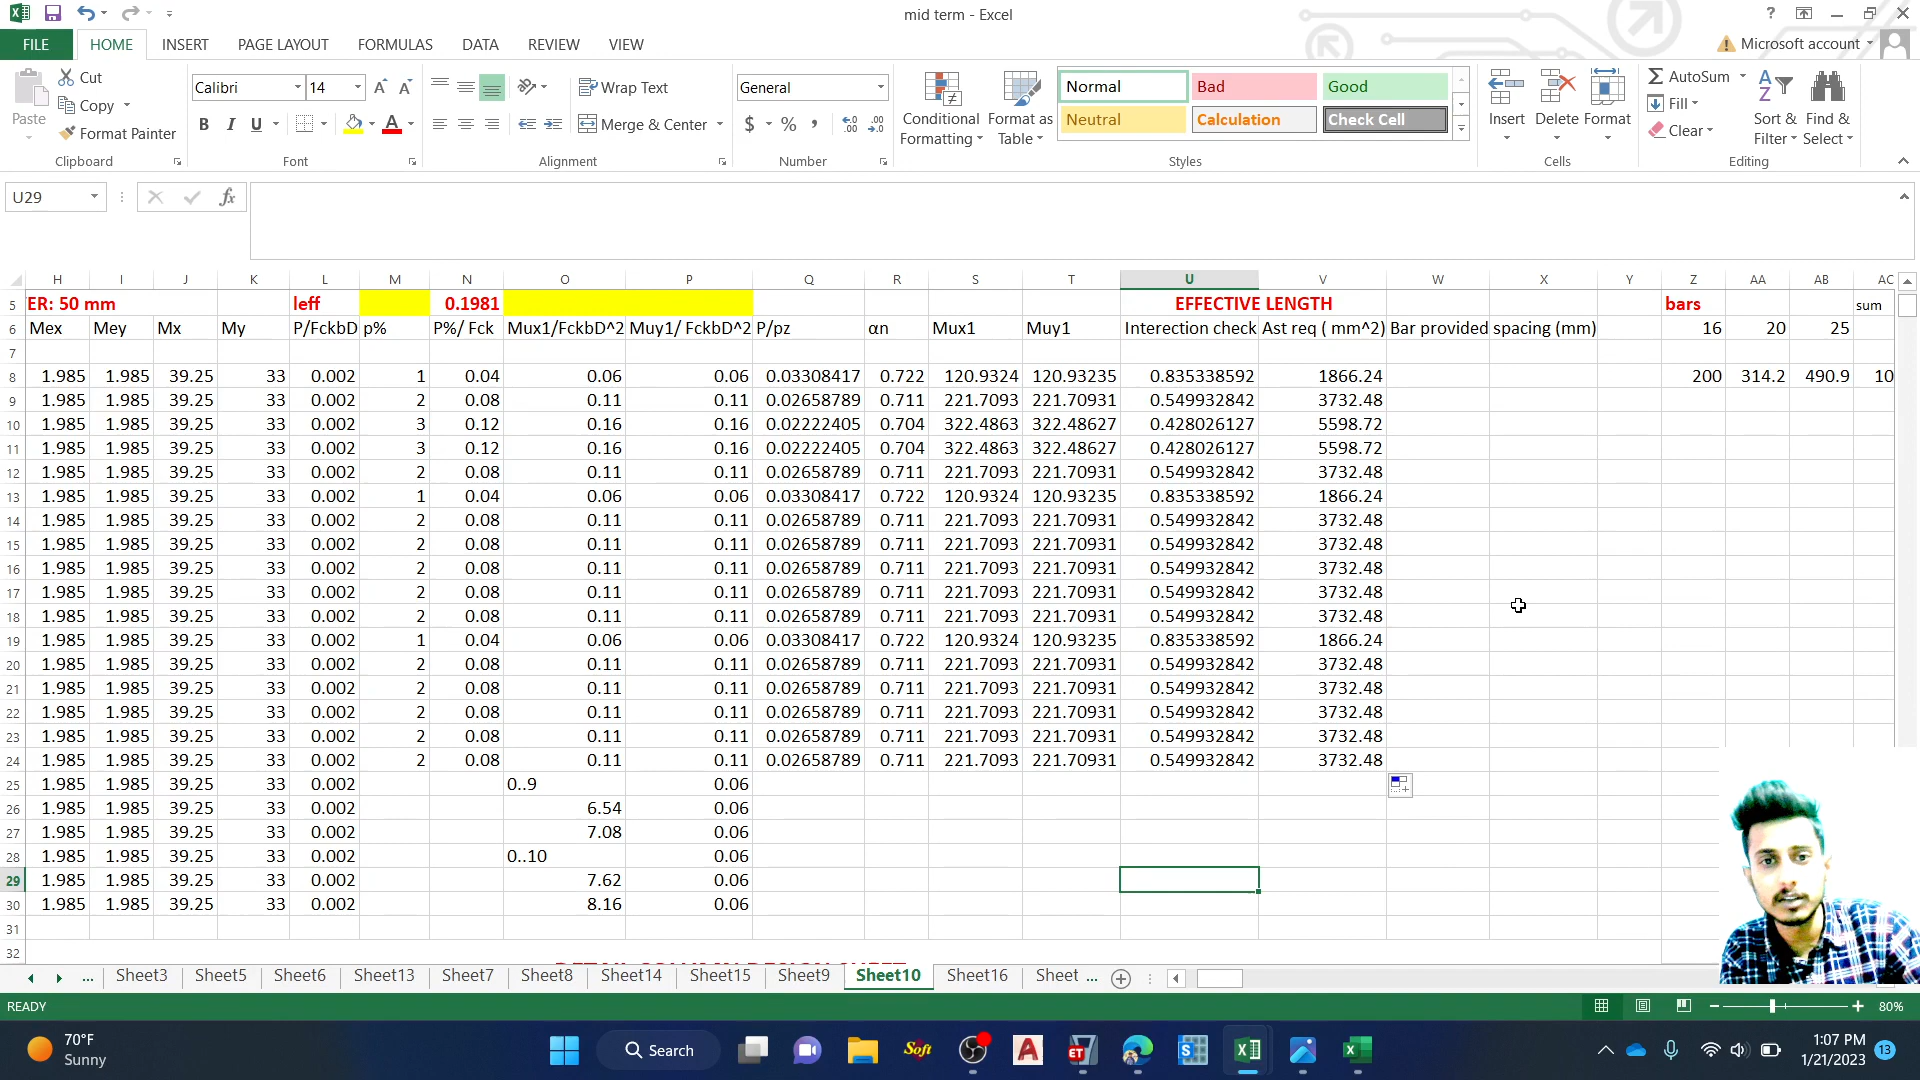 mid term - Excel
FILE HOME INSERT PAGE LAYOUT FORMULAS DATA REVIEW VIEW Microsoft account
Cut
Copy
Format Painter
Paste
Calibri 14
B I U
Wrap Text
Merge & Center
General
$ % ,
Conditional Formatting
Format as Table
Normal Bad Good
Neutral Calculation Check Cell
Insert Delete Format
AutoSum
Fill
Clear
Sort & Filter
Find & Select
Clipboard Font Alignment Number Styles Cells Editing
U29 fx
H I J K L M N O P Q R S T U V W X Y Z AA AB AC
5 ER: 50 mm leff 0.1981 EFFECTIVE LENGTH bars sum
6 Mex Mey Mx My P/FckbD p% P%/ Fck Mux1/FckbD^2 Muy1/ FckbD^2 P/pz αn Mux1 Muy1 Interection check Ast req ( mm^2) Bar provided spacing (mm) 16 20 25
7
8 1.985 1.985 39.25 33 0.002 1 0.04 0.06 0.06 0.03308417 0.722 120.9324 120.93235 0.835338592 1866.24 200 314.2 490.9 10
9 1.985 1.985 39.25 33 0.002 2 0.08 0.11 0.11 0.02658789 0.711 221.7093 221.70931 0.549932842 3732.48
10 1.985 1.985 39.25 33 0.002 3 0.12 0.16 0.16 0.02222405 0.704 322.4863 322.48627 0.428026127 5598.72
11 1.985 1.985 39.25 33 0.002 3 0.12 0.16 0.16 0.02222405 0.704 322.4863 322.48627 0.428026127 5598.72
12 1.985 1.985 39.25 33 0.002 2 0.08 0.11 0.11 0.02658789 0.711 221.7093 221.70931 0.549932842 3732.48
13 1.985 1.985 39.25 33 0.002 1 0.04 0.06 0.06 0.03308417 0.722 120.9324 120.93235 0.835338592 1866.24
14 1.985 1.985 39.25 33 0.002 2 0.08 0.11 0.11 0.02658789 0.711 221.7093 221.70931 0.549932842 3732.48
15 1.985 1.985 39.25 33 0.002 2 0.08 0.11 0.11 0.02658789 0.711 221.7093 221.70931 0.549932842 3732.48
16 1.985 1.985 39.25 33 0.002 2 0.08 0.11 0.11 0.02658789 0.711 221.7093 221.70931 0.549932842 3732.48
17 1.985 1.985 39.25 33 0.002 2 0.08 0.11 0.11 0.02658789 0.711 221.7093 221.70931 0.549932842 3732.48
18 1.985 1.985 39.25 33 0.002 2 0.08 0.11 0.11 0.02658789 0.711 221.7093 221.70931 0.549932842 3732.48
19 1.985 1.985 39.25 33 0.002 1 0.04 0.06 0.06 0.03308417 0.722 120.9324 120.93235 0.835338592 1866.24
20 1.985 1.985 39.25 33 0.002 2 0.08 0.11 0.11 0.02658789 0.711 221.7093 221.70931 0.549932842 3732.48
21 1.985 1.985 39.25 33 0.002 2 0.08 0.11 0.11 0.02658789 0.711 221.7093 221.70931 0.549932842 3732.48
22 1.985 1.985 39.25 33 0.002 2 0.08 0.11 0.11 0.02658789 0.711 221.7093 221.70931 0.549932842 3732.48
23 1.985 1.985 39.25 33 0.002 2 0.08 0.11 0.11 0.02658789 0.711 221.7093 221.70931 0.549932842 3732.48
24 1.985 1.985 39.25 33 0.002 2 0.08 0.11 0.11 0.02658789 0.711 221.7093 221.70931 0.549932842 3732.48
25 1.985 1.985 39.25 33 0.002 0..9 0.06
26 1.985 1.985 39.25 33 0.002 6.54 0.06
27 1.985 1.985 39.25 33 0.002 7.08 0.06
28 1.985 1.985 39.25 33 0.002 0..10 0.06
29 1.985 1.985 39.25 33 0.002 7.62 0.06
30 1.985 1.985 39.25 33 0.002 8.16 0.06
31
32
... Sheet3 Sheet5 Sheet6 Sheet13 Sheet7 Sheet8 Sheet14 Sheet15 Sheet9 Sheet10 Sheet16 Sheet ...
READY 80%
70°F
Sunny
Search
Soft
ET
1:07 PM
1/21/2023
13